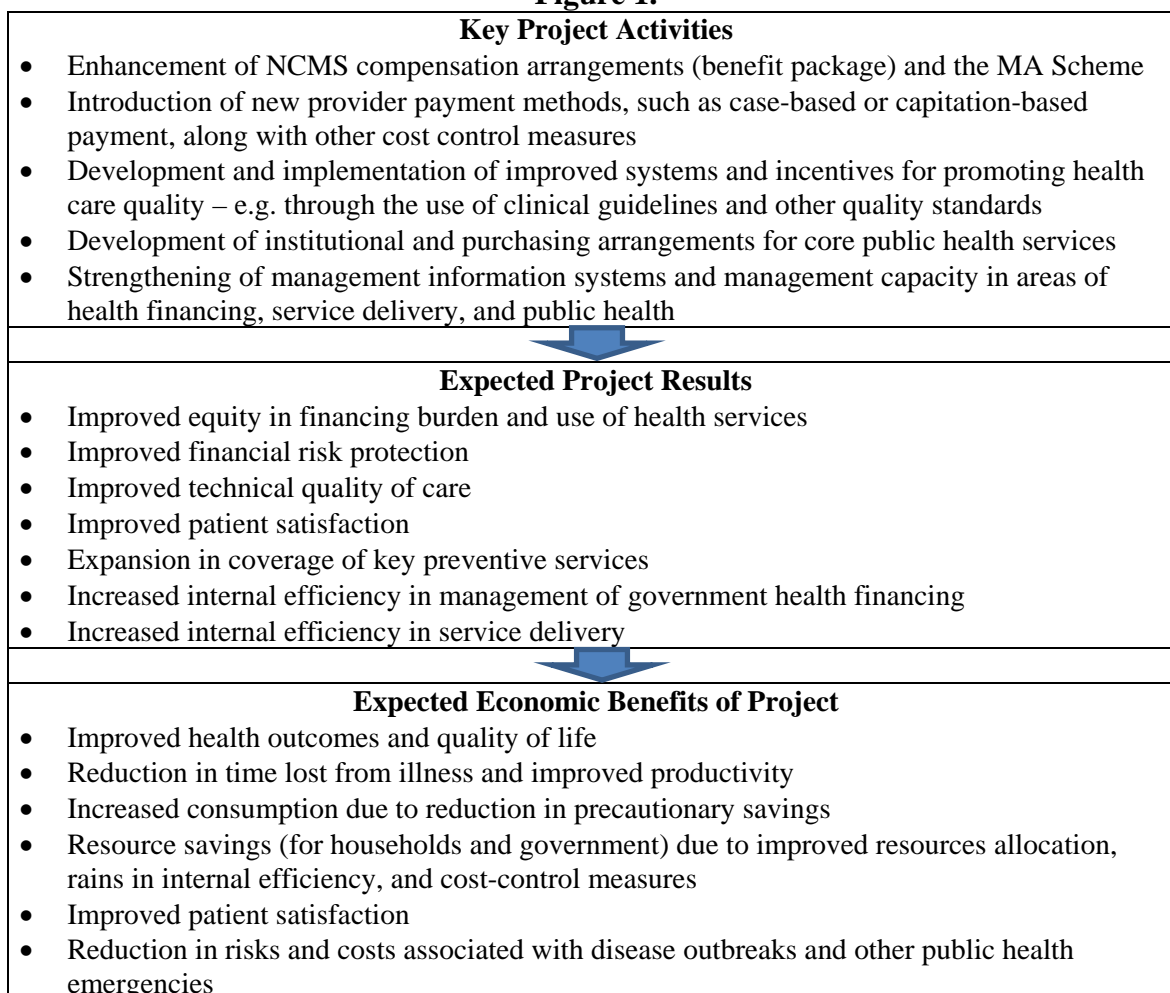 Figure 1.
Key Project Activities
• Enhancement of NCMS compensation arrangements (benefit package) and the MA Scheme
• Introduction of new provider payment methods, such as case-based or capitation-based
payment, along with other cost control measures
• Development and implementation of improved systems and incentives for promoting health
care quality – e.g. through the use of clinical guidelines and other quality standards
• Development of institutional and purchasing arrangements for core public health services
• Strengthening of management information systems and management capacity in areas of
health financing, service delivery, and public health
Expected Project Results
• Improved equity in financing burden and use of health services
• Improved financial risk protection
• Improved technical quality of care
• Improved patient satisfaction
• Expansion in coverage of key preventive services
• Increased internal efficiency in management of government health financing
• Increased internal efficiency in service delivery
Expected Economic Benefits of Project
• Improved health outcomes and quality of life
• Reduction in time lost from illness and improved productivity
• Increased consumption due to reduction in precautionary savings
• Resource savings (for households and government) due to improved resources allocation,
rains in internal efficiency, and cost-control measures
• Improved patient satisfaction
• Reduction in risks and costs associated with disease outbreaks and other public health
emergencies